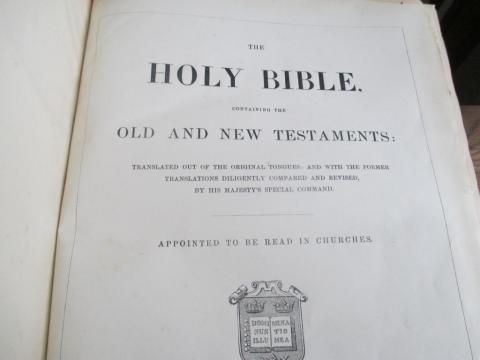 THE
HOLY BIBLE,
CONTAINING THE
OLD AND NEW TESTAMENTS:
TRANSLATED OUT OF THE ORIGINAL TONGUES: AND WITH THE FORMER
TRANSLATIONS DILIGENTLY COMPARED AND REVISED,
BY HIS MAJESTY'S SPECIAL COMMAND.
APPOINTED TO BE READ IN CHURCHES.
DOMI MINA
NUS TIO
ILLU MEA